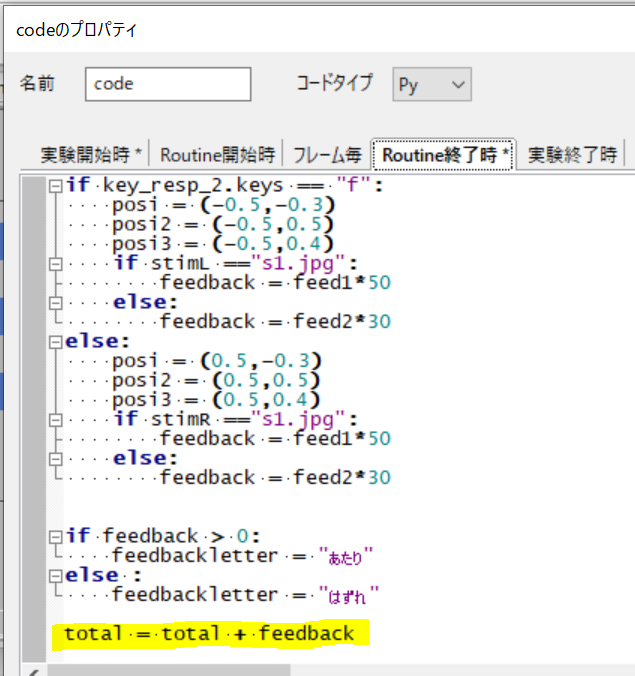 codeのプロパティ
名前 code コードタイプ Py
実験開始時 * Routine開始時 フレーム毎 Routine終了時 * 実験終了時
if key_resp_2.keys == "f":
    posi = (-0.5,-0.3)
    posi2 = (-0.5,0.5)
    posi3 = (-0.5,0.4)
    if stimL =="s1.jpg":
        feedback = feed1*50
    else:
        feedback = feed2*30
else:
    posi = (0.5,-0.3)
    posi2 = (0.5,0.5)
    posi3 = (0.5,0.4)
    if stimR =="s1.jpg":
        feedback = feed1*50
    else:
        feedback = feed2*30
if feedback > 0:
    feedbackletter = "あたり"
else :
    feedbackletter = "はずれ"
total = total + feedback